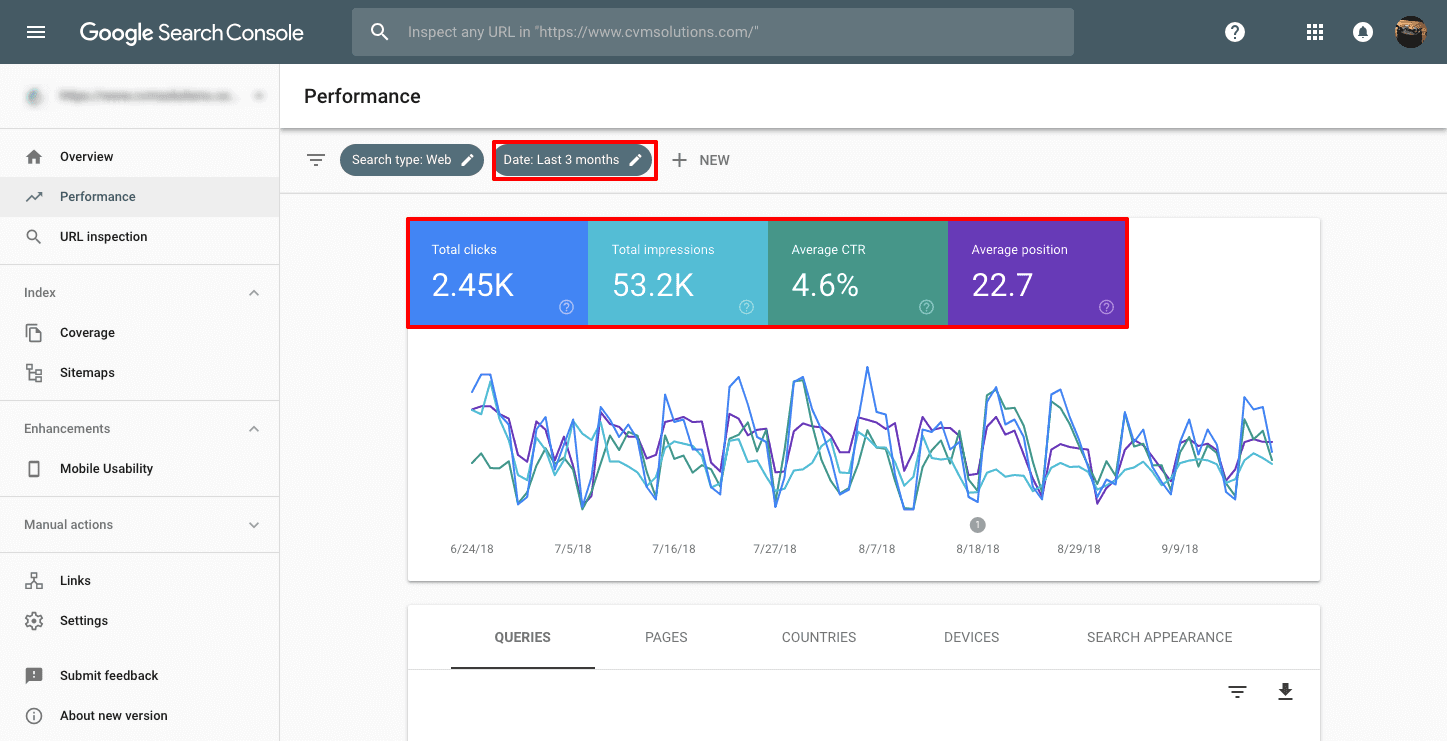 Google Search Console
Inspect any URL in "https://www.cvmsolutions.com/"
Performance
Overview
Performance
URL inspection
Index
Coverage
Sitemaps
Enhancements
Mobile Usability
Manual actions
Links
Settings
Submit feedback
About new version
Search type: Web
Date: Last 3 months
NEW
Total clicks
2.45K
Total impressions
53.2K
Average CTR
4.6%
Average position
22.7
1
6/24/18 7/5/18 7/16/18 7/27/18 8/7/18 8/18/18 8/29/18 9/9/18
QUERIES PAGES COUNTRIES DEVICES SEARCH APPEARANCE